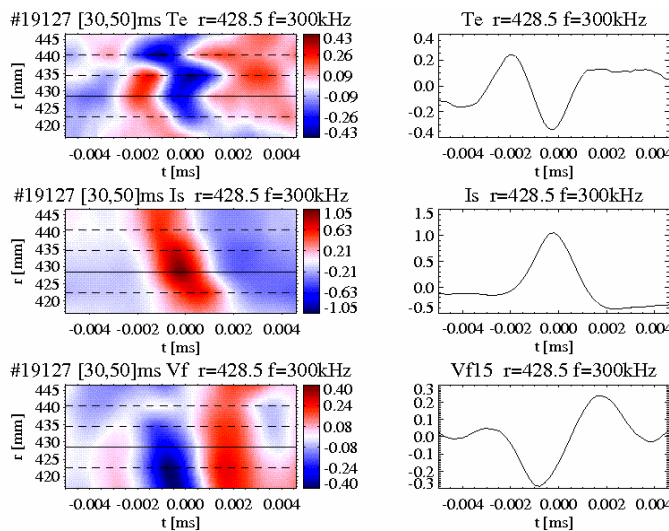 #19127 [30,50]ms Te r=428.5 f=300kHz
Te r=428.5 f=300kHz
r [mm]
445
440
435
430
425
420
0.43
0.26
0.09
-0.09
-0.26
-0.43
-0.004 -0.002 0.000 0.002 0.004
t [ms]
0.4
0.2
0.0
-0.2
-0.4
-0.004 -0.002 0.000 0.002 0.004
t [ms]
#19127 [30,50]ms Is r=428.5 f=300kHz
Is r=428.5 f=300kHz
r [mm]
445
440
435
430
425
420
1.05
0.63
0.21
-0.21
-0.63
-1.05
-0.004 -0.002 0.000 0.002 0.004
t [ms]
1.5
1.0
0.5
0.0
-0.5
-0.004 -0.002 0.000 0.002 0.004
t [ms]
#19127 [30,50]ms Vf r=428.5 f=300kHz
Vf15 r=428.5 f=300kHz
r [mm]
445
440
435
430
425
420
0.40
0.24
0.08
-0.08
-0.24
-0.40
-0.004 -0.002 0.000 0.002 0.004
t [ms]
0.3
0.2
0.1
0.0
-0.1
-0.2
-0.3
-0.004 -0.002 0.000 0.002 0.004
t [ms]